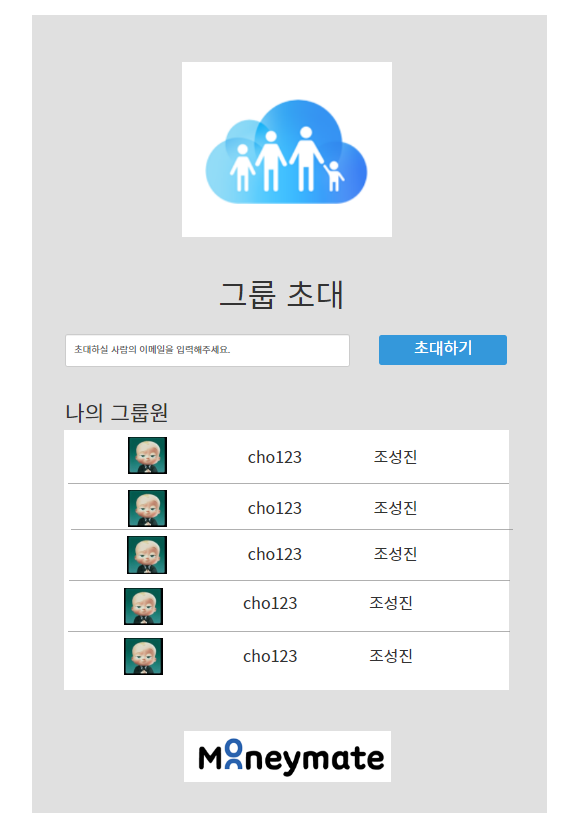 그룹 초대
초대하실 사람의 이메일을 입력해주세요. 초대하기
나의 그룹원
cho123 조성진
cho123 조성진
cho123 조성진
cho123 조성진
cho123 조성진
Moneymate